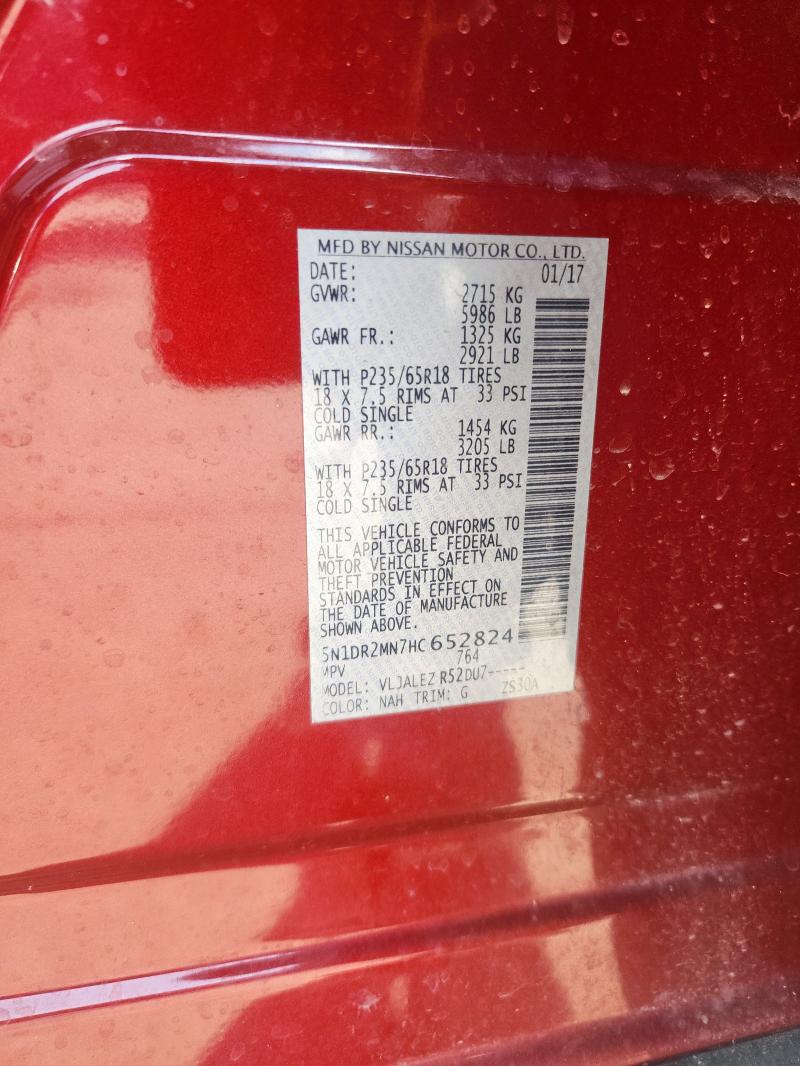 MFD BY NISSAN MOTOR CO., LTD.
DATE: 01/17
GVWR: 2715 KG
5986 LB
GAWR FR.: 1325 KG
2921 LB
WITH P235/65R18 TIRES
18 X 7.5 RIMS AT 33 PSI
COLD SINGLE
GAWR RR.: 1454 KG
3205 LB
WITH P235/65R18 TIRES
18 X 7.5 RIMS AT 33 PSI
COLD SINGLE
THIS VEHICLE CONFORMS TO
ALL APPLICABLE FEDERAL
MOTOR VEHICLE SAFETY AND
THEFT PREVENTION
STANDARDS IN EFFECT ON
THE DATE OF MANUFACTURE
SHOWN ABOVE.
5N1DR2MN7HC652824
MPV 764
MODEL: VLJALEZ R52DU7-----
COLOR: NAH TRIM: G ZS30A